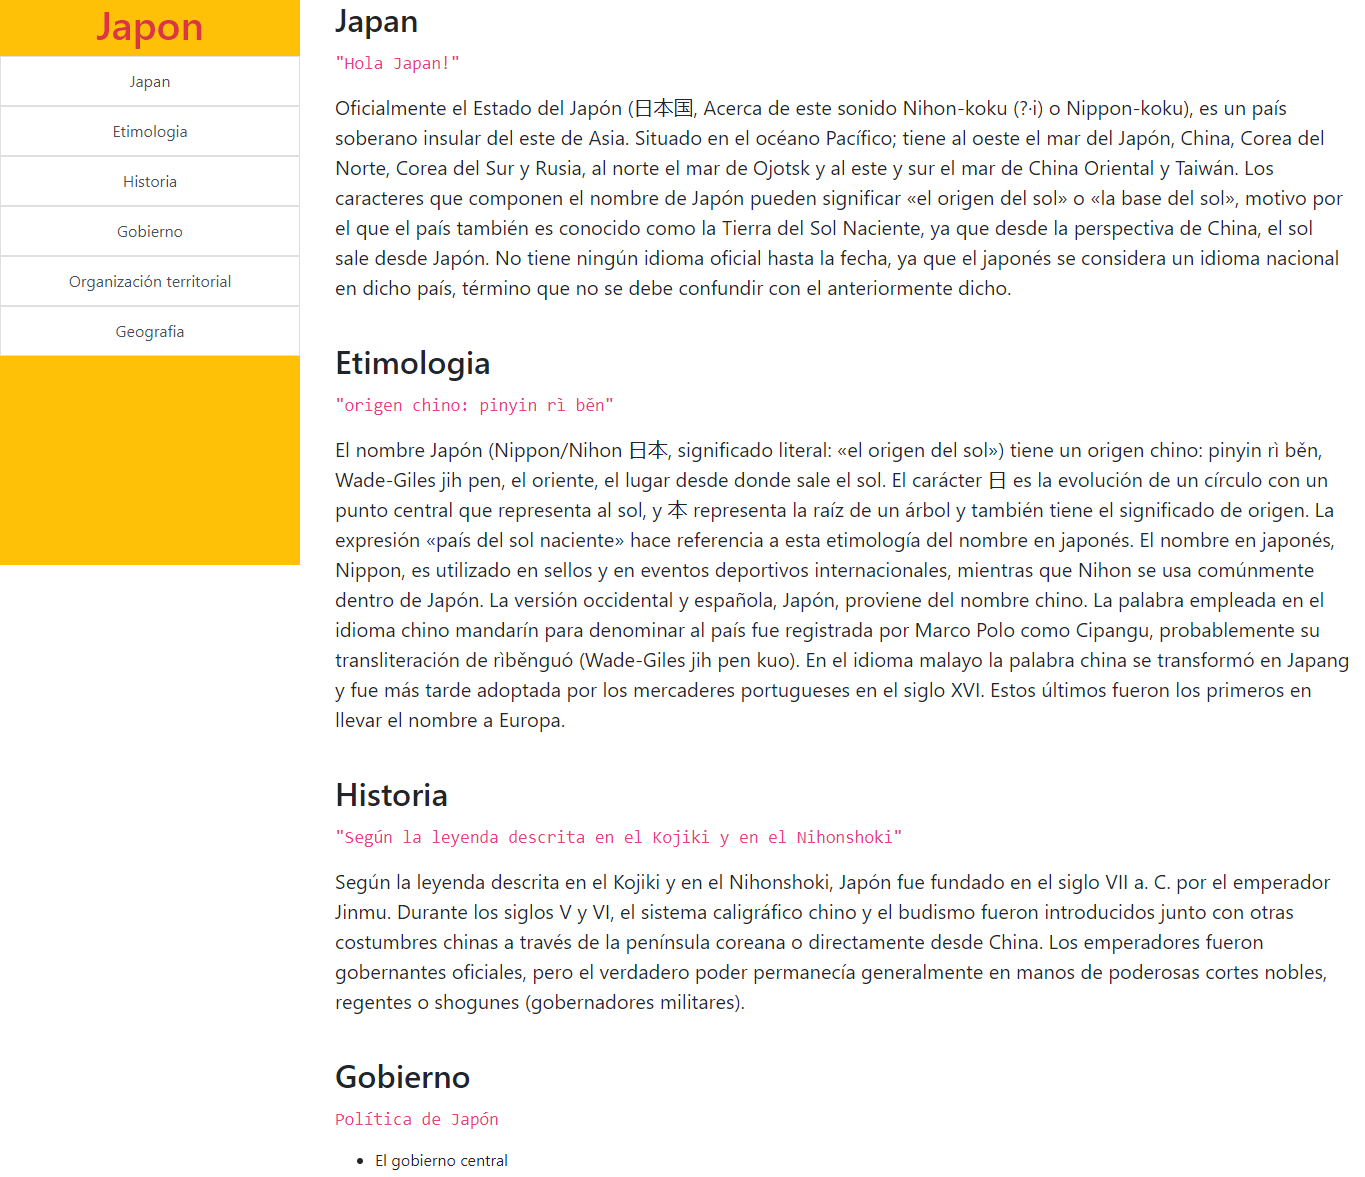 Japon
Japan
Etimologia
Historia
Gobierno
Organización territorial
Geografia
Japan
"Hola Japan!"
Oficialmente el Estado del Japón (日本国, Acerca de este sonido Nihon-koku (?·i) o Nippon-koku), es un país
soberano insular del este de Asia. Situado en el océano Pacífico; tiene al oeste el mar del Japón, China, Corea del
Norte, Corea del Sur y Rusia, al norte el mar de Ojotsk y al este y sur el mar de China Oriental y Taiwán. Los
caracteres que componen el nombre de Japón pueden significar «el origen del sol» o «la base del sol», motivo por
el que el país también es conocido como la Tierra del Sol Naciente, ya que desde la perspectiva de China, el sol
sale desde Japón. No tiene ningún idioma oficial hasta la fecha, ya que el japonés se considera un idioma nacional
en dicho país, término que no se debe confundir con el anteriormente dicho.
Etimologia
"origen chino: pinyin rì běn"
El nombre Japón (Nippon/Nihon 日本, significado literal: «el origen del sol») tiene un origen chino: pinyin rì běn,
Wade-Giles jih pen, el oriente, el lugar desde donde sale el sol. El carácter 日 es la evolución de un círculo con un
punto central que representa al sol, y 本 representa la raíz de un árbol y también tiene el significado de origen. La
expresión «país del sol naciente» hace referencia a esta etimología del nombre en japonés. El nombre en japonés,
Nippon, es utilizado en sellos y en eventos deportivos internacionales, mientras que Nihon se usa comúnmente
dentro de Japón. La versión occidental y española, Japón, proviene del nombre chino. La palabra empleada en el
idioma chino mandarín para denominar al país fue registrada por Marco Polo como Cipangu, probablemente su
transliteración de rìběnguó (Wade-Giles jih pen kuo). En el idioma malayo la palabra china se transformó en Japang
y fue más tarde adoptada por los mercaderes portugueses en el siglo XVI. Estos últimos fueron los primeros en
llevar el nombre a Europa.
Historia
"Según la leyenda descrita en el Kojiki y en el Nihonshoki"
Según la leyenda descrita en el Kojiki y en el Nihonshoki, Japón fue fundado en el siglo VII a. C. por el emperador
Jinmu. Durante los siglos V y VI, el sistema caligráfico chino y el budismo fueron introducidos junto con otras
costumbres chinas a través de la península coreana o directamente desde China. Los emperadores fueron
gobernantes oficiales, pero el verdadero poder permanecía generalmente en manos de poderosas cortes nobles,
regentes o shogunes (gobernadores militares).
Gobierno
Política de Japón
• El gobierno central